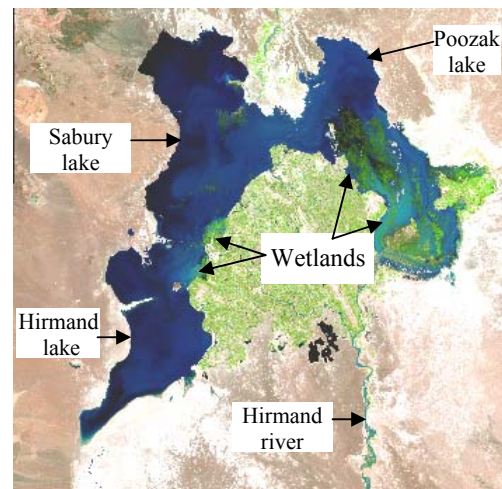 Poozak
lake
Sabury
lake
Wetlands
Hirmand
lake
Hirmand
river